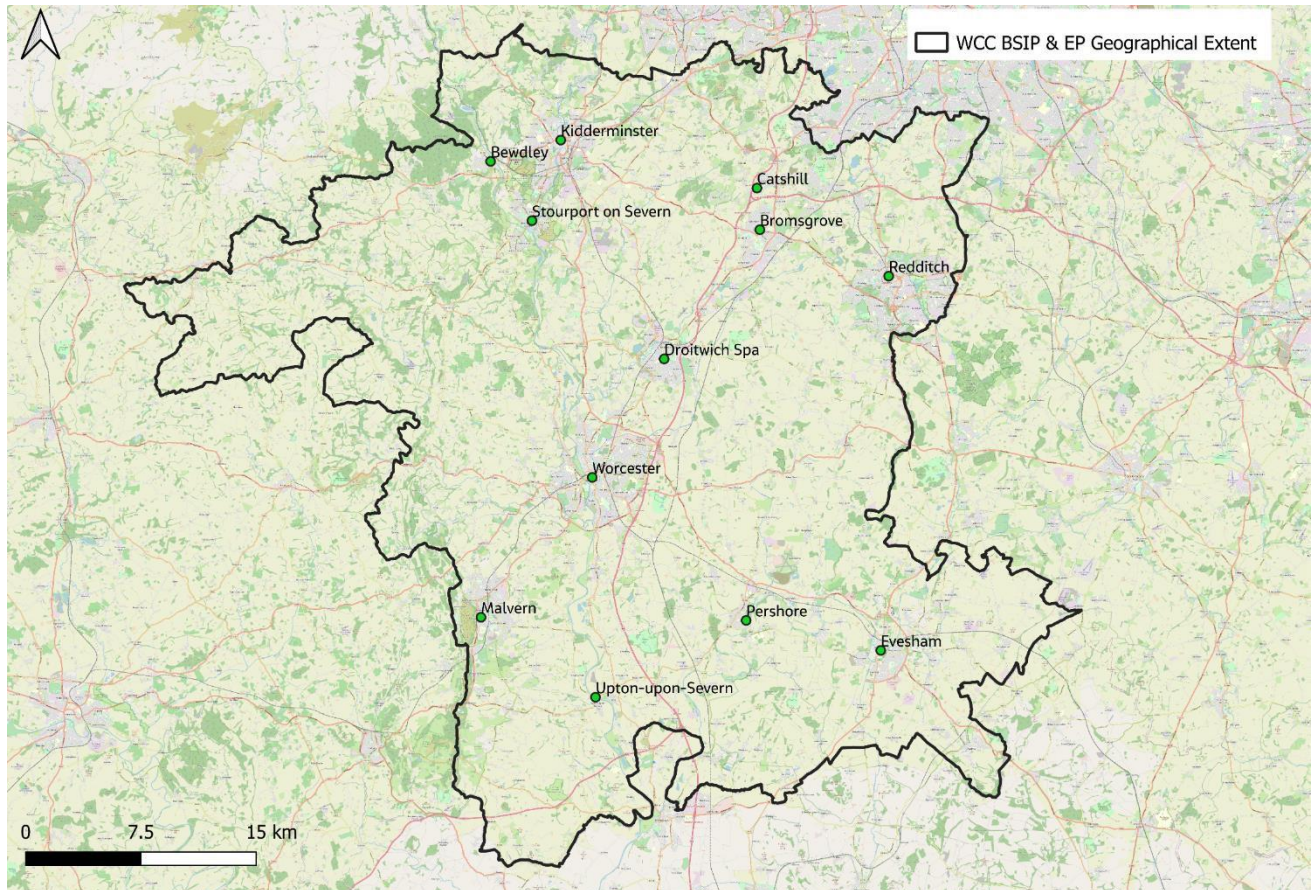 WCC BSIP & EP Geographical Extent
Kidderminster
Bewdley
Catshill
Stourport on Severn
Bromsgrove
Redditch
Droitwich Spa
Worcester
Malvern
Pershore
Evesham
Upton-upon-Severn
0 7.5 15 km